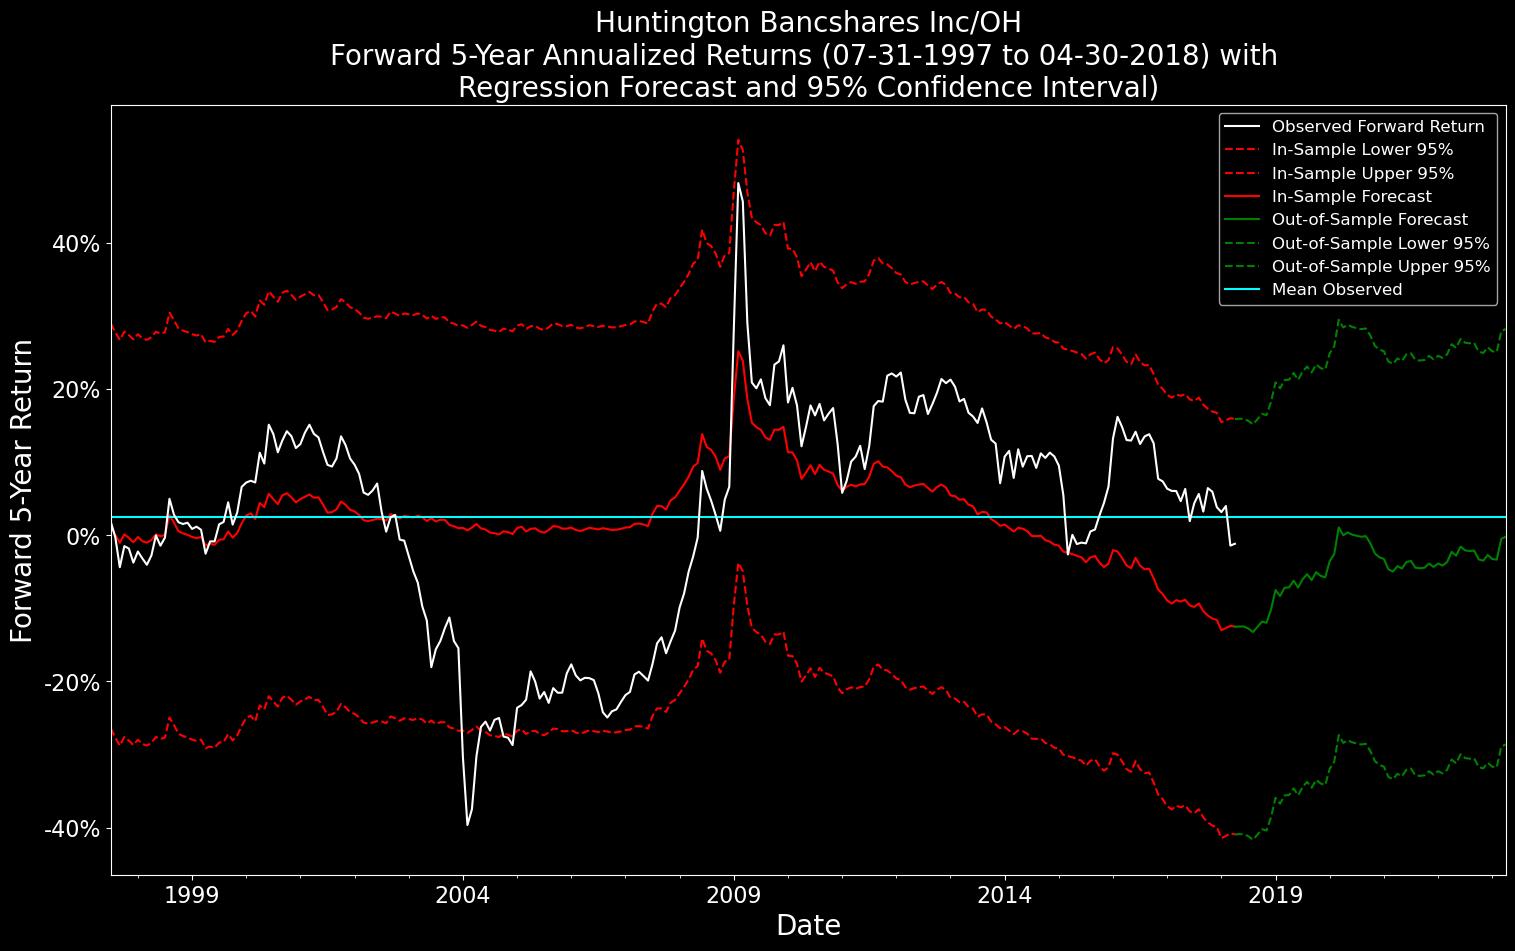 Huntington Bancshares Inc/OH
Forward 5-Year Annualized Returns (07-31-1997 to 04-30-2018) with
Regression Forecast and 95% Confidence Interval)
Observed Forward Return
In-Sample Lower 95%
In-Sample Upper 95%
In-Sample Forecast
Out-of-Sample Forecast
Out-of-Sample Lower 95%
Out-of-Sample Upper 95%
Mean Observed
Forward 5-Year Return
40%
20%
0%
-20%
-40%
1999 2004 2009 2014 2019
Date